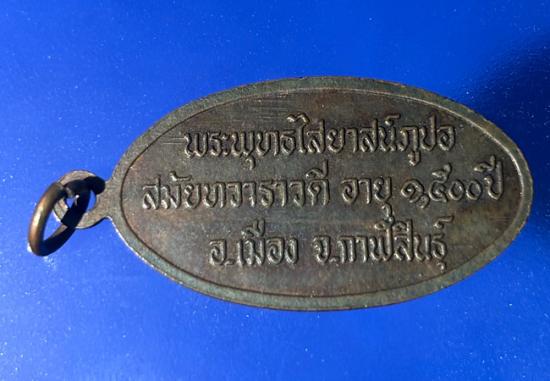 พระพุทธไสยาสน์ภูปอ
สมัยทวาราวดี อายุ ๑,๕๐๐ ปี
อ.เมือง จ.กาฬสินธุ์